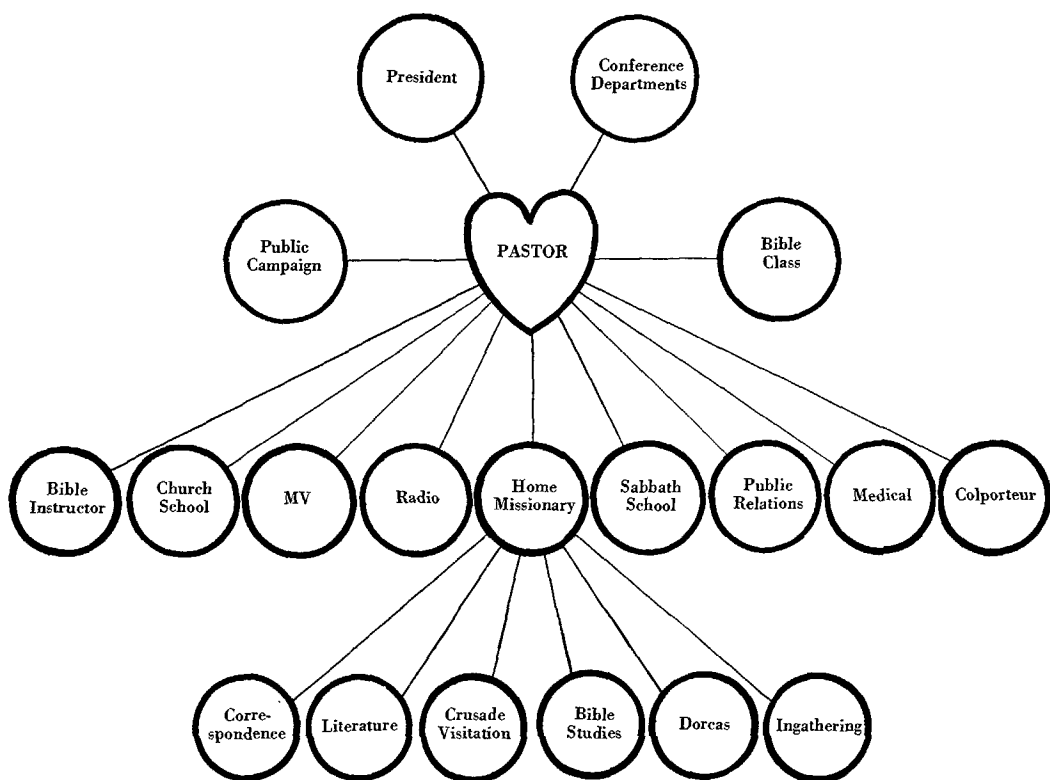 President
Conference
Departments
Public
Campaign
PASTOR
Bible
Class
Bible
Instructor
Church
School
MV
Radio
Home
Missionary
Sabbath
School
Public
Relations
Medical
Colporteur
Corre-
spondence
Literature
Crusade
Visitation
Bible
Studies
Dorcas
Ingathering